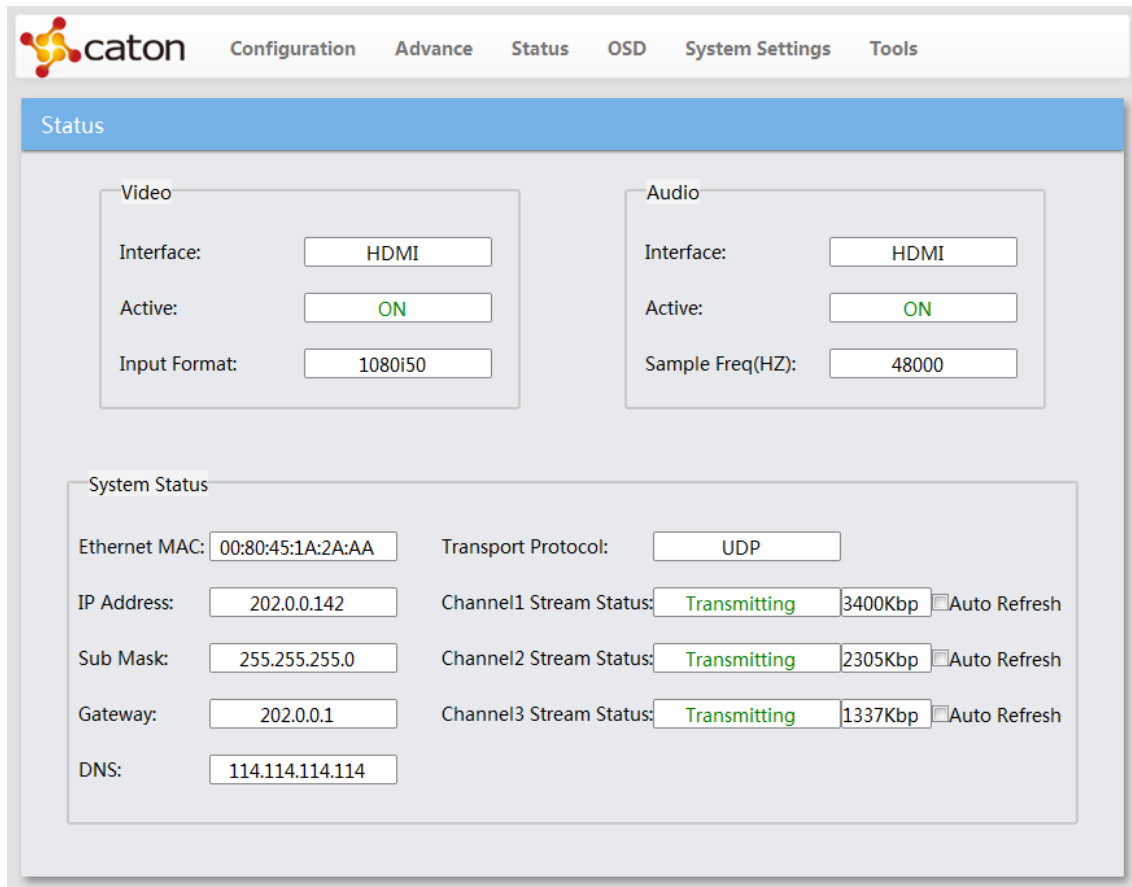 caton Configuration Advance Status OSD System Settings Tools
Status
Video
Interface: HDMI
Active: ON
Input Format: 1080i50
Audio
Interface: HDMI
Active: ON
Sample Freq(HZ): 48000
System Status
Ethernet MAC: 00:80:45:1A:2A:AA Transport Protocol: UDP
IP Address: 202.0.0.142 Channel1 Stream Status: Transmitting 3400Kbp Auto Refresh
Sub Mask: 255.255.255.0 Channel2 Stream Status: Transmitting 2305Kbp Auto Refresh
Gateway: 202.0.0.1 Channel3 Stream Status: Transmitting 1337Kbp Auto Refresh
DNS: 114.114.114.114